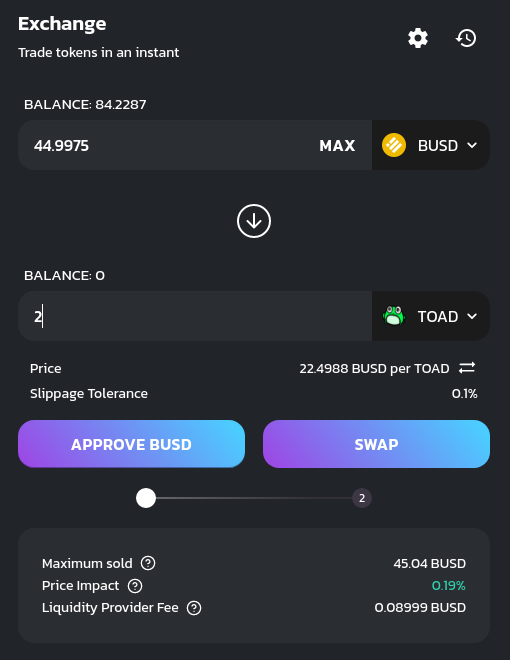 Exchange
Trade tokens in an instant
BALANCE: 84.2287
44.9975 MAX BUSD
BALANCE: 0
2 TOAD
Price 22.4988 BUSD per TOAD
Slippage Tolerance 0.1%
APPROVE BUSD SWAP
2
Maximum sold ? 45.04 BUSD
Price Impact ? 0.19%
Liquidity Provider Fee ? 0.08999 BUSD